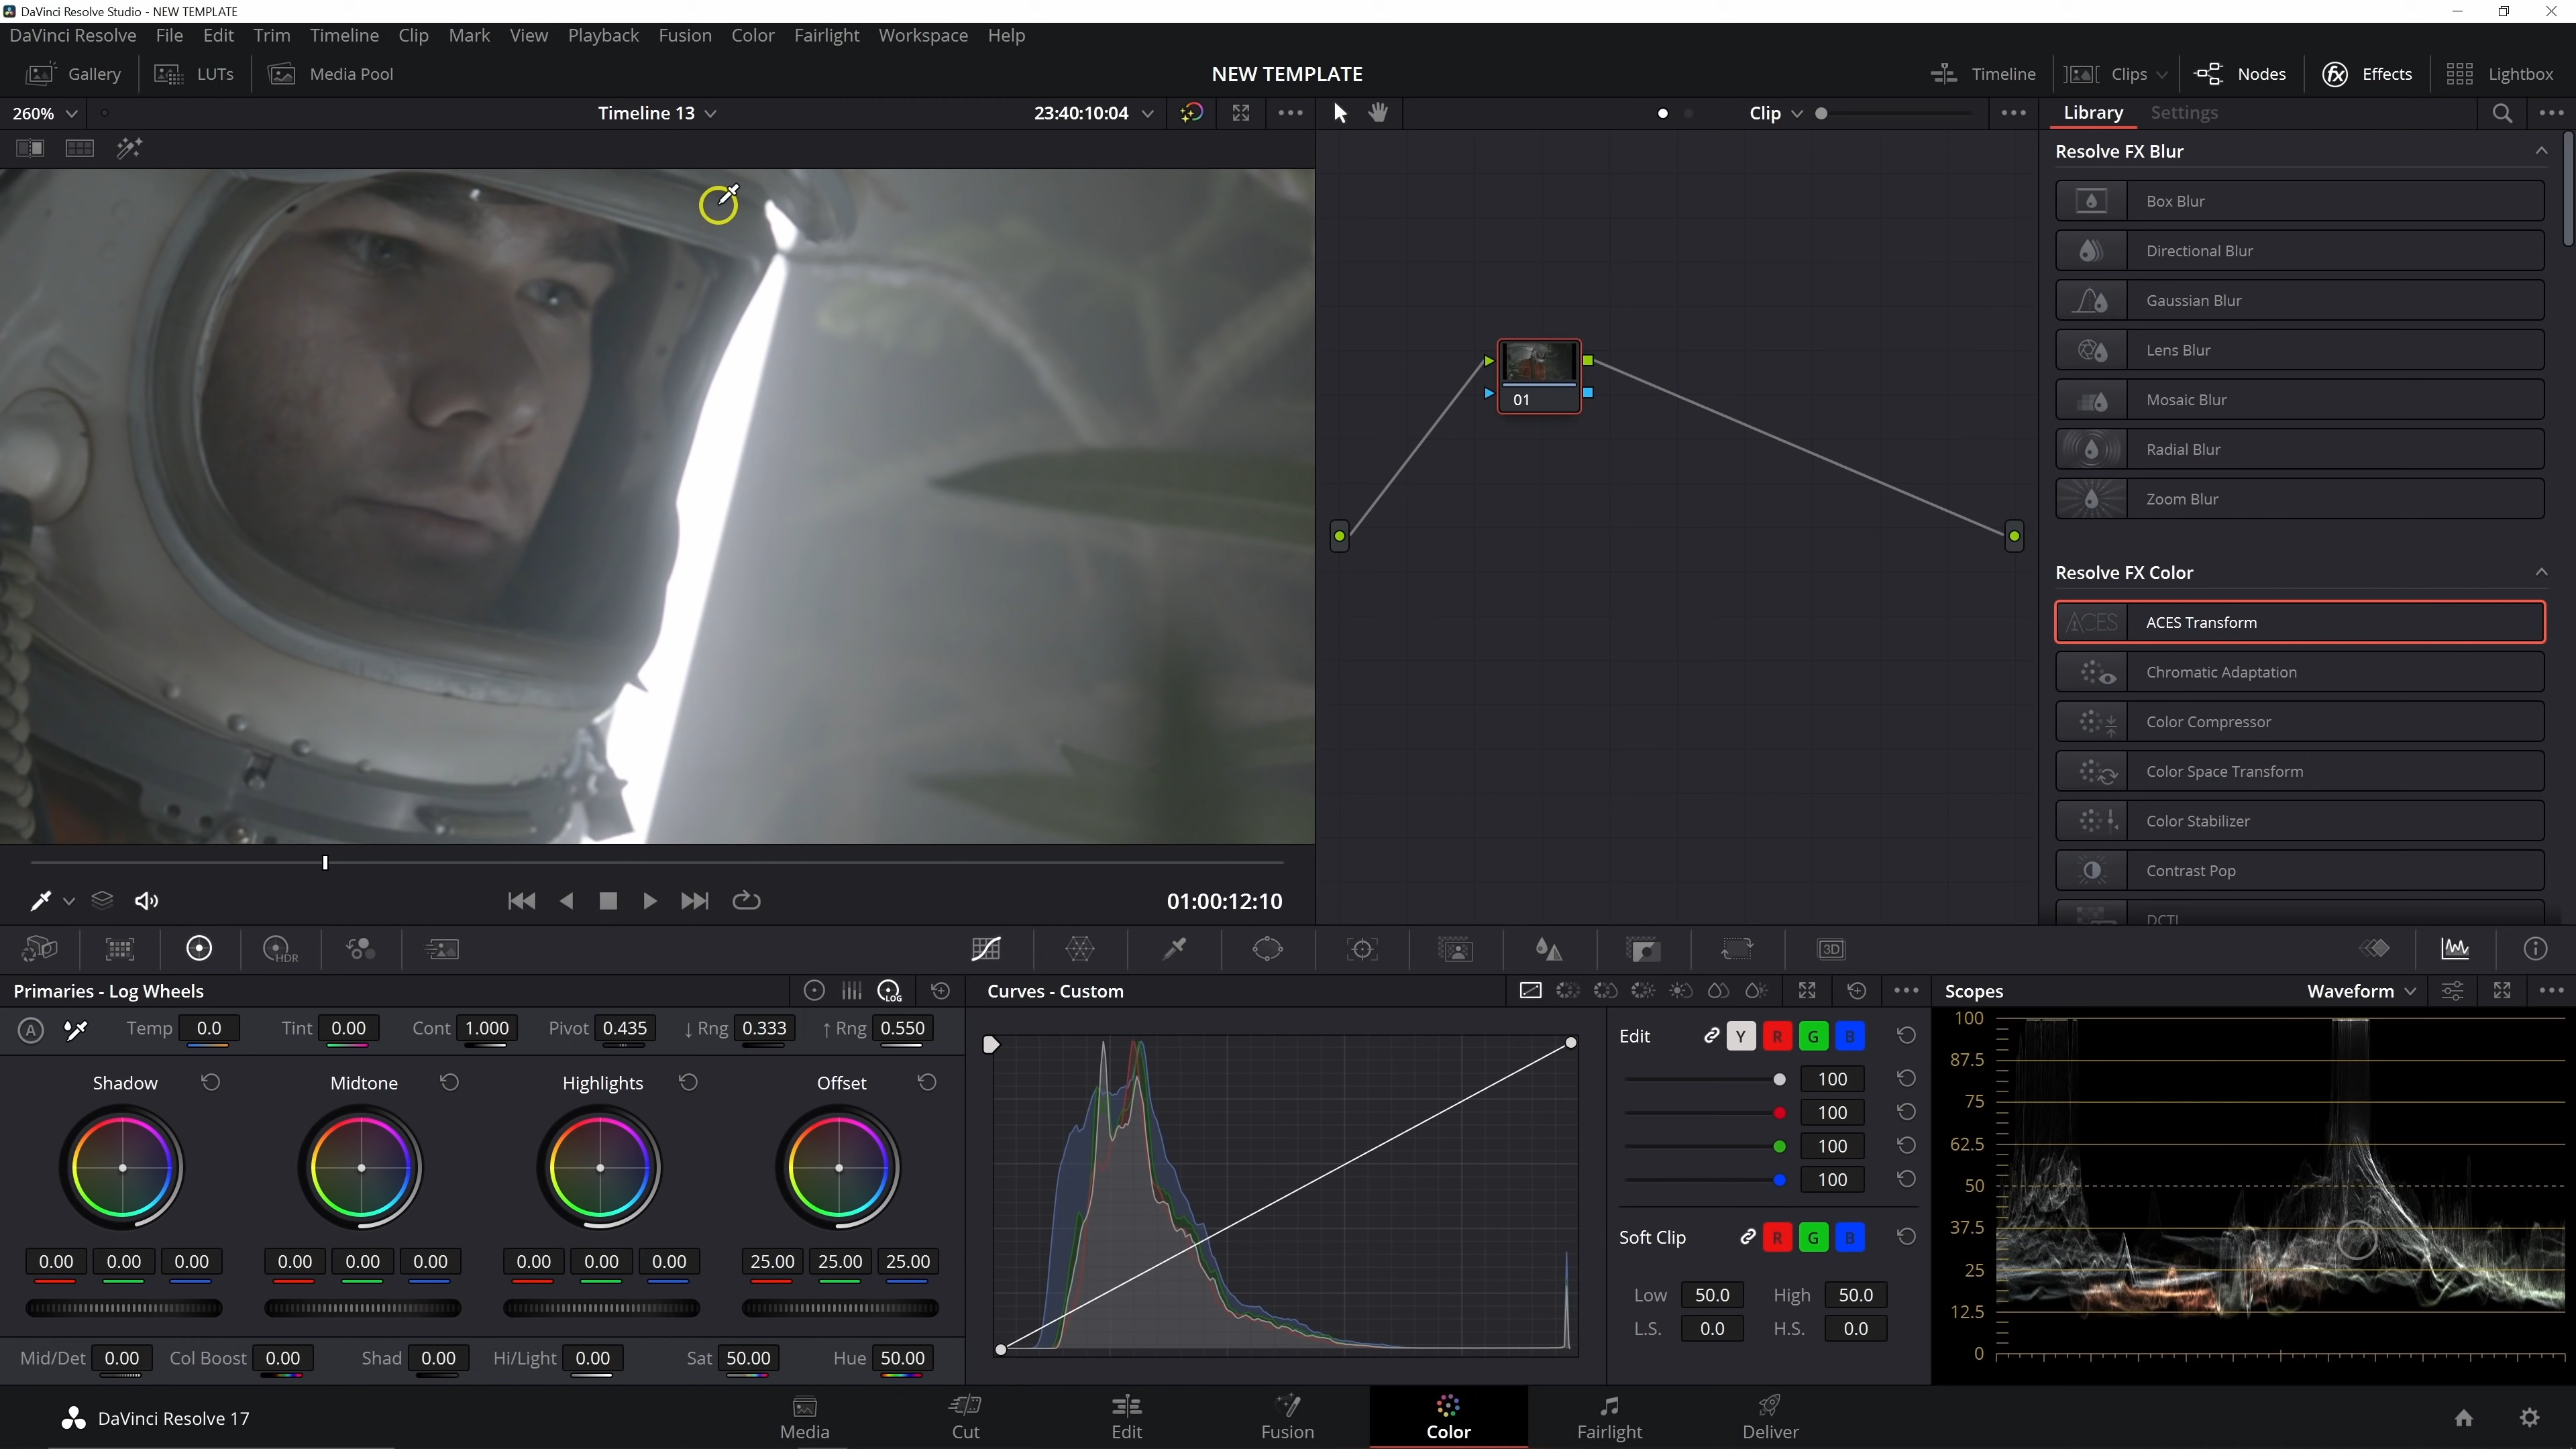 DaVinci Resolve Studio - NEW TEMPLATE
DaVinci Resolve File Edit Trim Timeline Clip Mark View Playback Fusion Color Fairlight Workspace Help
Gallery LUTs Media Pool NEW TEMPLATE Timeline Clips Nodes Effects Lightbox
260% Timeline 13 23:40:10:04 Clip Library Settings
Resolve FX Blur
Box Blur
Directional Blur
Gaussian Blur
Lens Blur
Mosaic Blur
Radial Blur
Zoom Blur
01
Resolve FX Color
ACES ACES Transform
Chromatic Adaptation
Color Compressor
Color Space Transform
Color Stabilizer
Contrast Pop
DCTL
01:00:12:10
HDR 3D
Primaries - Log Wheels LOG Curves - Custom Scopes Waveform
A Temp 0.0 Tint 0.00 Cont 1.000 Pivot 0.435 ↓ Rng 0.333 ↑ Rng 0.550
Shadow Midtone Highlights Offset
0.00 0.00 0.00 0.00 0.00 0.00 0.00 0.00 0.00 25.00 25.00 25.00
Mid/Det 0.00 Col Boost 0.00 Shad 0.00 Hi/Light 0.00 Sat 50.00 Hue 50.00
Edit Y R G B
100
100
100
100
Soft Clip R G B
Low 50.0 High 50.0
L.S. 0.0 H.S. 0.0
100
87.5
75
62.5
50
37.5
25
12.5
0
DaVinci Resolve 17 Media Cut Edit Fusion Color Fairlight Deliver